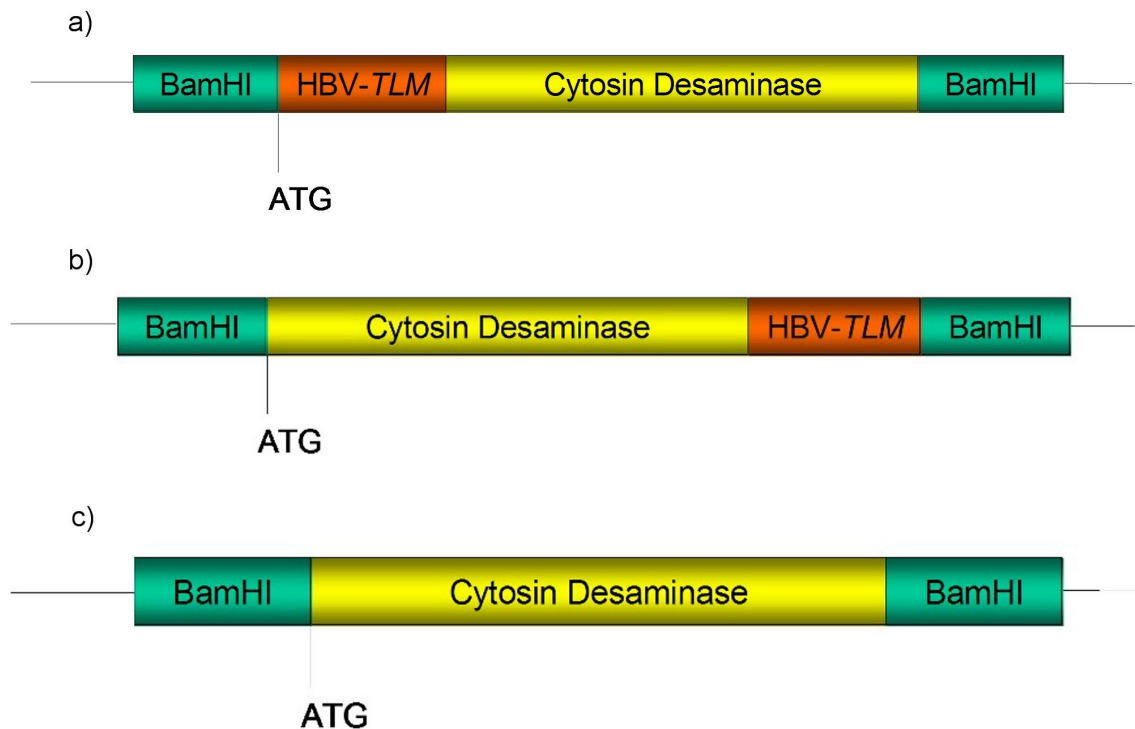 a)
BamHI HBV-TLM Cytosin Desaminase BamHI
ATG
b)
BamHI Cytosin Desaminase HBV-TLM BamHI
ATG
c)
BamHI Cytosin Desaminase BamHI
ATG